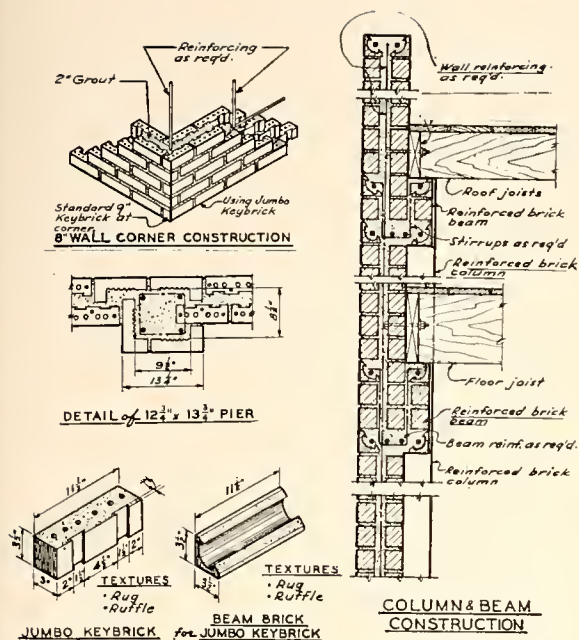 Reinforcing
as req'd.
2" Grout
Standard 9"
Keybrick at
corner
Using Jumbo
Keybrick
8" WALL CORNER CONSTRUCTION
9½"
DETAIL of 12¾" x 13¾" PIER
11½"
3½"
3"
2"
4½"
2"
TEXTURES
• Rug
• Ruffle
JUMBO KEYBRICK
11½"
3½"
3½"
TEXTURES
• Rug
• Ruffle
BEAM BRICK
for JUMBO KEYBRICK
Wall reinforcing
as req'd.
Roof joists
Reinforced brick
beam
Stirrups as req'd
Reinforced brick
column
Floor joist
Reinforced brick
beam
Beam reinf. as req'd.
Reinforced brick
column
COLUMN & BEAM
CONSTRUCTION